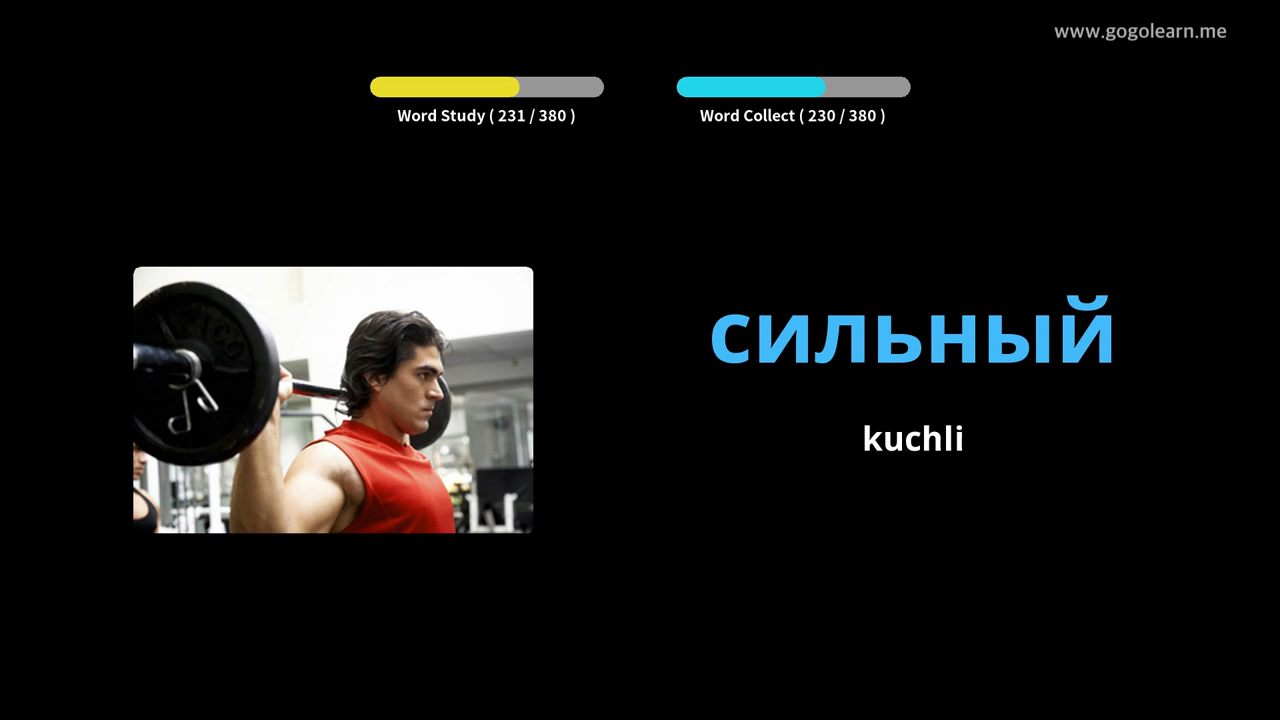 www.gogolearn.me
Word Study ( 231 / 380 )
Word Collect ( 230 / 380 )
сильный
kuchli